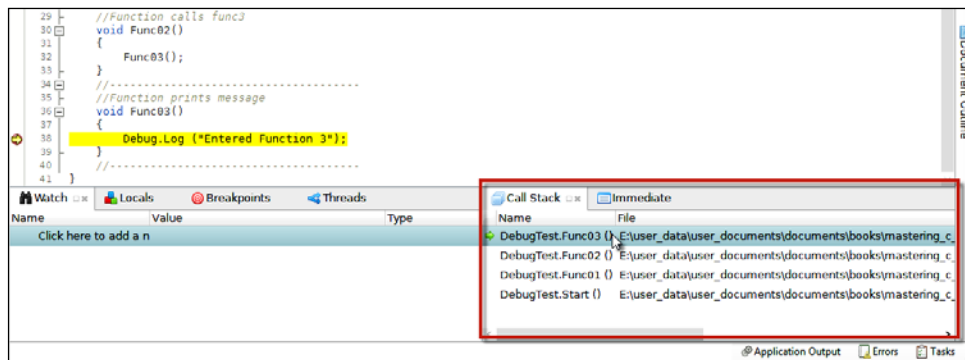 29 //Function calls func3
30 void Func02()
31 {
32 Func03();
33 }
34 //-------------------------------------
35 //Function prints message
36 void Func03()
37 {
38 Debug.Log ("Entered Function 3");
39 }
40 //-------------------------------------
41 }
Document Outline
Watch Locals Breakpoints Threads
Name Value Type
Click here to add a n
Call Stack Immediate
Name File
DebugTest.Func03 () E:\user_data\user_documents\documents\books\mastering_c_
DebugTest.Func02 () E:\user_data\user_documents\documents\books\mastering_c_
DebugTest.Func01 () E:\user_data\user_documents\documents\books\mastering_c_
DebugTest.Start () E:\user_data\user_documents\documents\books\mastering_c_
Application Output Errors Tasks